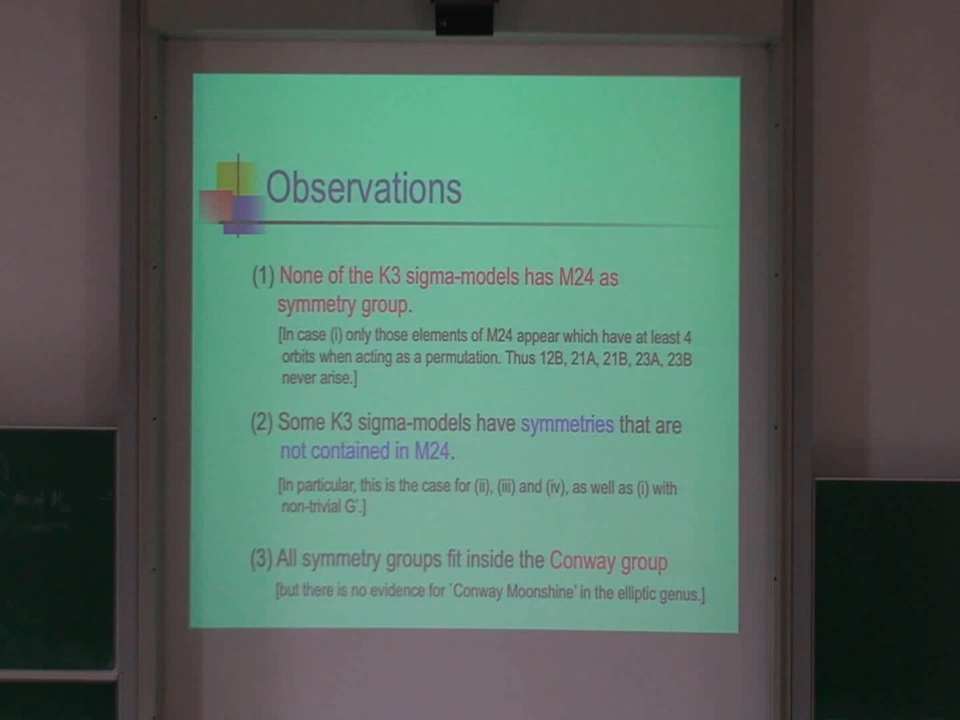 Observations
(1) None of the K3 sigma-models has M24 as
symmetry group.
[In case (i) only those elements of M24 appear which have at least 4
orbits when acting as a permutation. Thus 12B, 21A, 21B, 23A, 23B
never arise.]
(2) Some K3 sigma-models have symmetries that are
not contained in M24.
[In particular, this is the case for (ii), (iii) and (iv), as well as (i) with
non-trivial G'.]
(3) All symmetry groups fit inside the Conway group
[but there is no evidence for `Conway Moonshine' in the elliptic genus.]